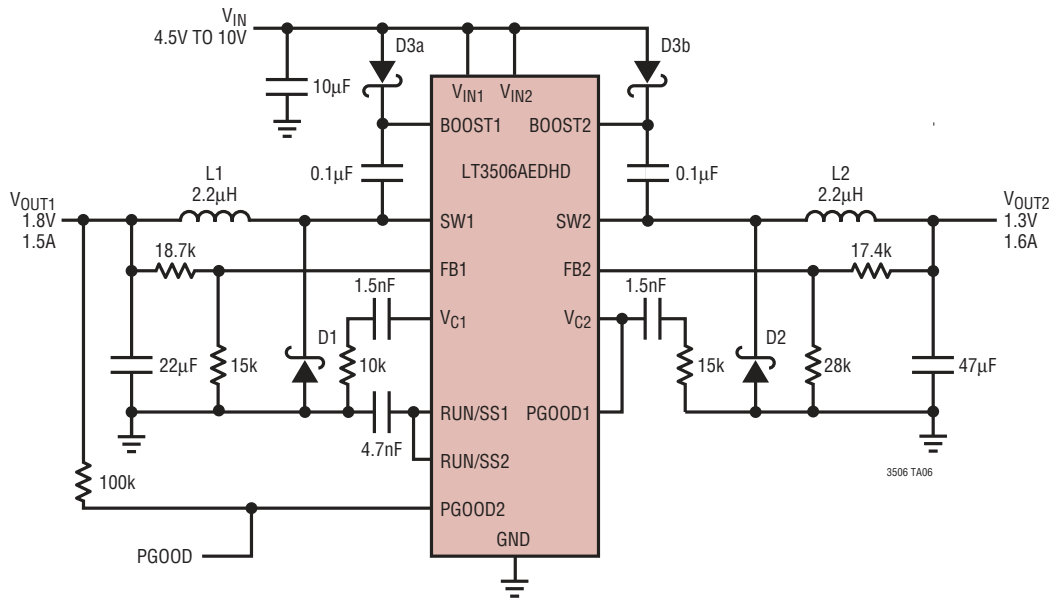 VIN
4.5V TO 10V
D3a
D3b
10µF
VIN1
VIN2
BOOST1
BOOST2
LT3506AEDHD
0.1µF
0.1µF
L1
2.2µH
L2
2.2µH
VOUT1
1.8V
1.5A
SW1
SW2
VOUT2
1.3V
1.6A
18.7k
17.4k
FB1
FB2
1.5nF
1.5nF
VC1
VC2
D1
D2
22µF
15k
10k
15k
28k
47µF
RUN/SS1
PGOOD1
4.7nF
RUN/SS2
3506 TA06
100k
PGOOD2
GND
PGOOD